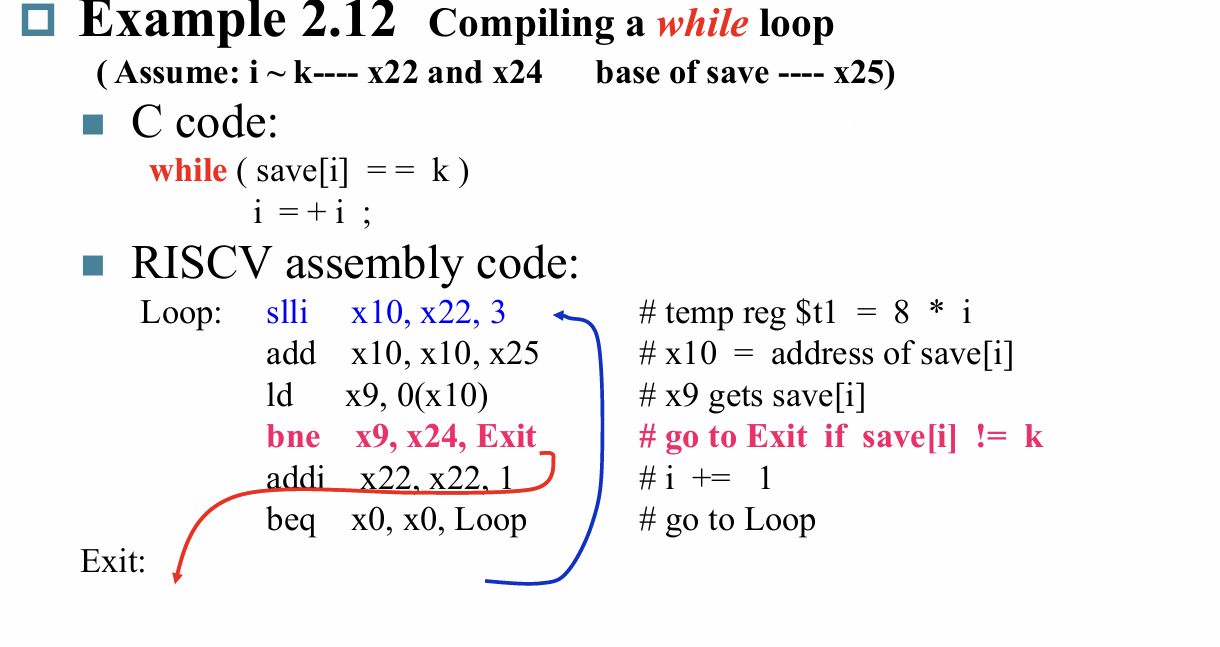 Example 2.12 Compiling a while loop
( Assume: i ~ k---- x22 and x24 base of save ---- x25)
C code:
while ( save[i] = = k )
i = + i ;
RISCV assembly code:
Loop: slli x10, x22, 3 # temp reg $t1 = 8 * i
add x10, x10, x25 # x10 = address of save[i]
ld x9, 0(x10) # x9 gets save[i]
bne x9, x24, Exit # go to Exit if save[i] != k
addi x22, x22, 1 # i += 1
beq x0, x0, Loop # go to Loop
Exit: